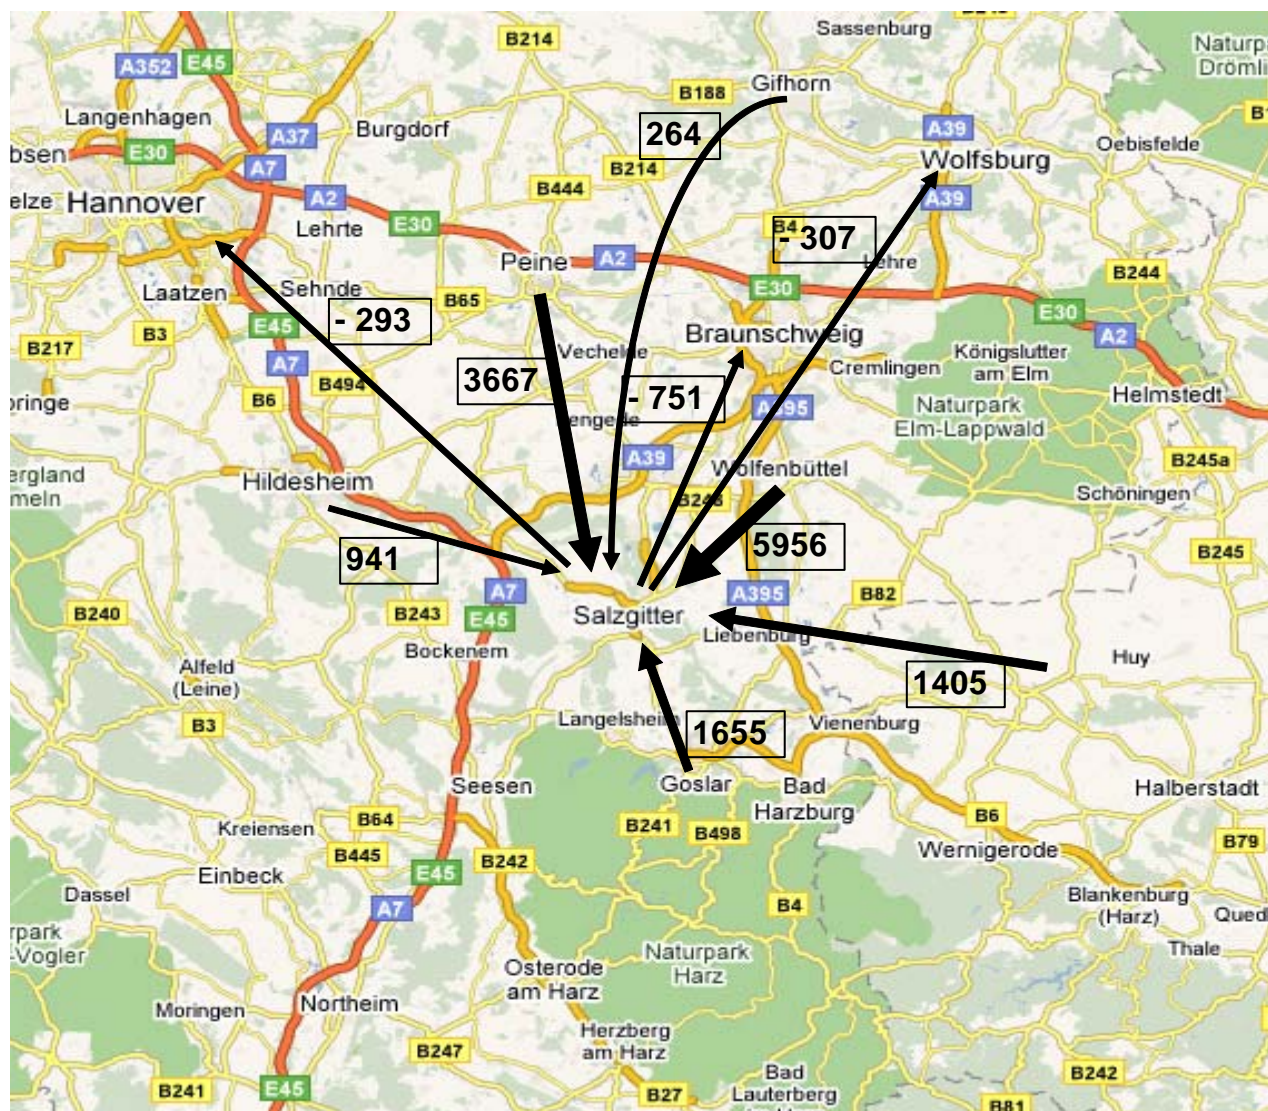 B214
Sassenburg
A352
E45
Gifhorn
B188
Langenhagen
A37
Burgdorf
264
A39
Oebisfelde
E30
A7
B214
Wolfsburg
B444
A2
A39
Hannover
Lehrte
E30
B4
- 307
Peine
A2
Lehre
B244
Laatzen
Sehnde
B65
E30
E30
B3
E45
- 293
Braunschweig
A2
B217
A7
Vechelde
Cremlingen
Königslutter
am Elm
B494
3667
B6
- 751
Helmstedt
Naturpark
Elm-Lappwald
A39
Wolfenbüttel
B245a
Hildesheim
B248
Schöningen
941
5956
B245
A7
A395
B82
B240
B243
E45
Salzgitter
Liebenburg
Bockenem
Huy
Alfeld
(Leine)
1405
B3
Langelsheim
1655
Vienenburg
Seesen
Goslar
Bad
Harzburg
Halberstadt
B64
B241
B498
B6
Kreiensen
B79
B445
B242
Wernigerode
E45
Einbeck
Dassel
A7
B4
Blankenburg
(Harz)
Naturpark
Harz
Thale
Osterode
am Harz
Moringen
Northeim
Herzberg
am Harz
B247
Bad
Lauterberg
B242
B241
E45
B27
B81